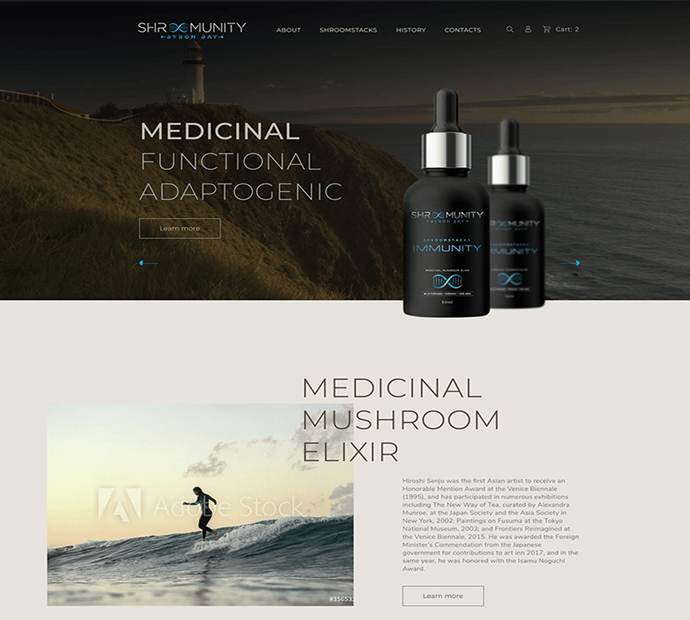 SHROOMUNITY
BYRON BAY
ABOUT
SHROOMSTACKS
HISTORY
CONTACTS
Cart: 2
MEDICINAL
FUNCTIONAL
ADAPTOGENIC
Learn more
SHROOMUNITY
BYRON BAY
SHROOMSTACKS
IMMUNITY
MEDICINAL MUSHROOM ELIXIR
50ml
MEDICINAL
MUSHROOM
ELIXIR
Adobe Stock
#35653
Hiroshi Senju was the first Asian artist to receive an
Honorable Mention Award at the Venice Biennale
(1995), and has participated in numerous exhibitions
including The New Way of Tea, curated by Alexandra
Munroe, at the Japan Society and the Asia Society in
New York, 2002; Paintings on Fusuma at the Tokyo
National Museum, 2003; and Frontiers Reimagined at
the Venice Biennale, 2015. He was awarded the Foreign
Minister's Commendation from the Japanese
government for contributions to art inn 2017, and in the
same year, he was honored with the Isamu Noguchi
Award.
Learn more